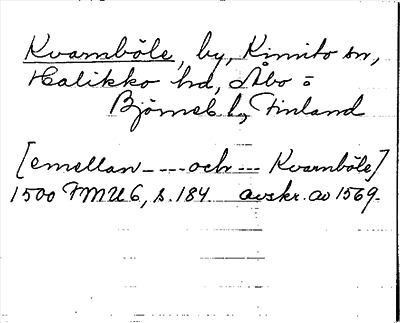 Kvarnböle, by, Kimito sn,
Halikko hd, Åbo o
Björneb l, Finland
[emellan ---- och --- Kvarnböle]
1500 FMU 6, s. 184 avskr. av 1569.